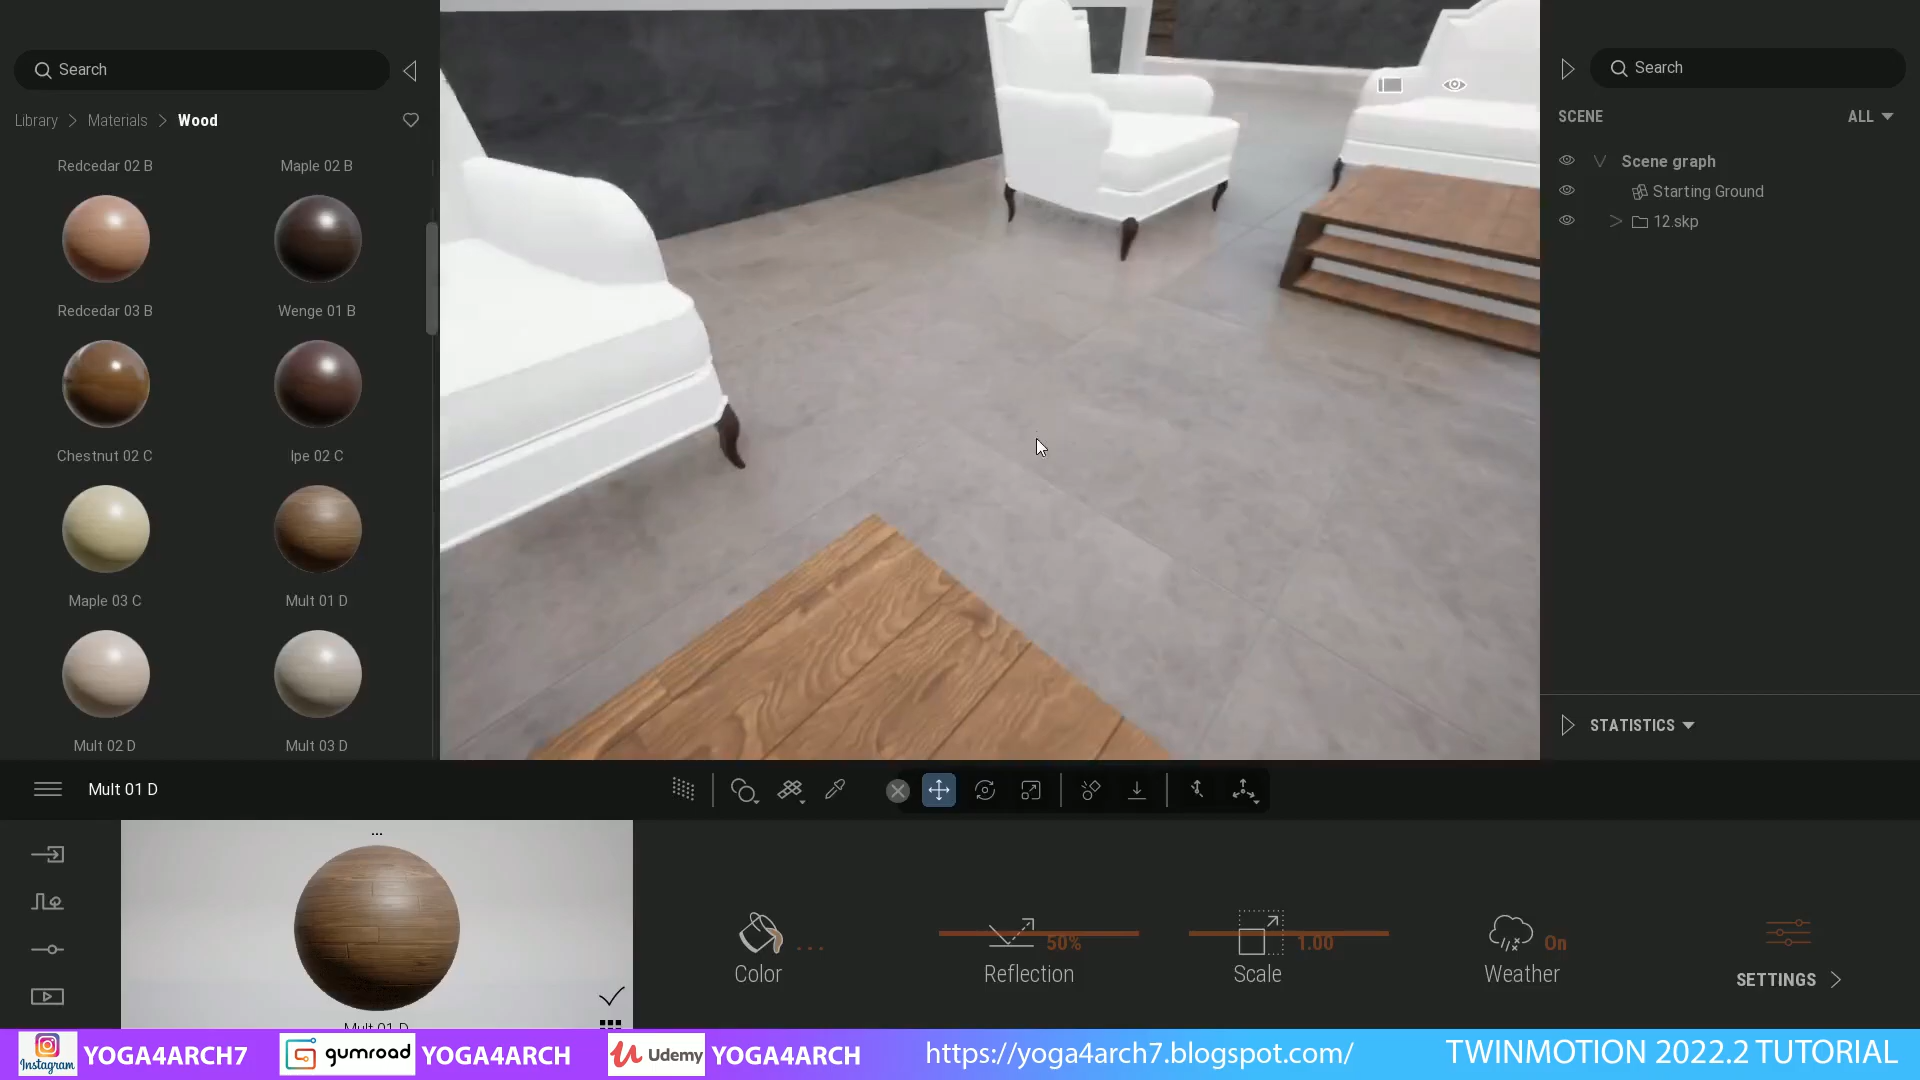 Search
Library > Materials > Wood
Redcedar 02 B
Maple 02 B
Redcedar 03 B
Wenge 01 B
Chestnut 02 C
Ipe 02 C
Maple 03 C
Mult 01 D
Mult 02 D
Mult 03 D
Search
SCENE
ALL
Scene graph
Starting Ground
12.skp
STATISTICS
Mult 01 D
...
Mult 01 D
Color
...
50%
Reflection
1.00
Scale
On
Weather
SETTINGS
Instagram
YOGA4ARCH7
gumroad
YOGA4ARCH
Udemy
YOGA4ARCH
https://yoga4arch7.blogspot.com/
TWINMOTION 2022.2 TUTORIAL